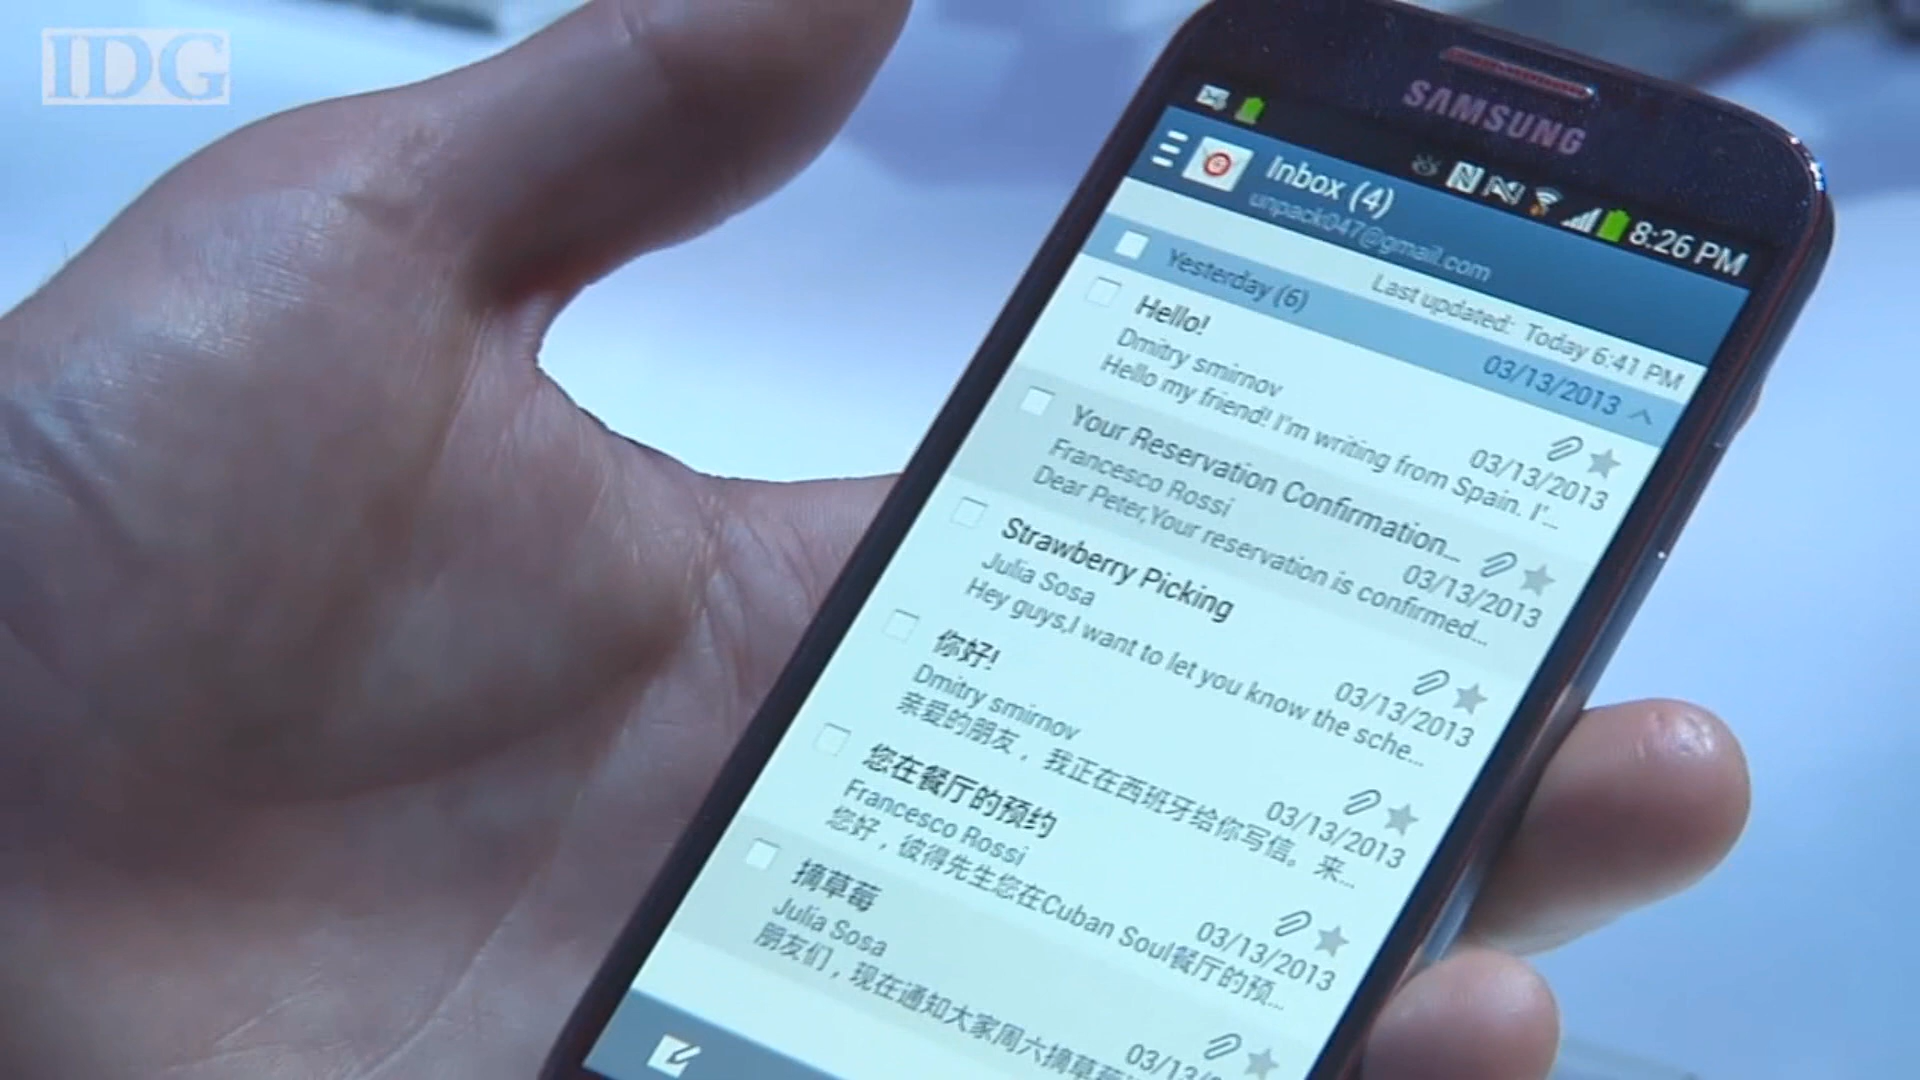 IDG
SAMSUNG
8:26 PM
Inbox (4)
unpack047@gmail.com
Last updated: Today 6:41 PM
Yesterday (6)
03/13/2013
Hello!
Dmitry smirnov
03/13/2013
Hello my friend! I'm writing from Spain. I'...
Your Reservation Confirmation...
Francesco Rossi
03/13/2013
Dear Peter,Your reservation is confirmed...
Strawberry Picking
Julia Sosa
03/13/2013
Hey guys,I want to let you know the sche...
你好!
Dmitry smirnov
03/13/2013
亲爱的朋友，我正在西班牙给你写信。来...
您在餐厅的预约
Francesco Rossi
03/13/2013
您好，彼得先生您在Cuban Soul餐厅的预...
摘草莓
Julia Sosa
03/13/
朋友们，现在通知大家周六摘草莓